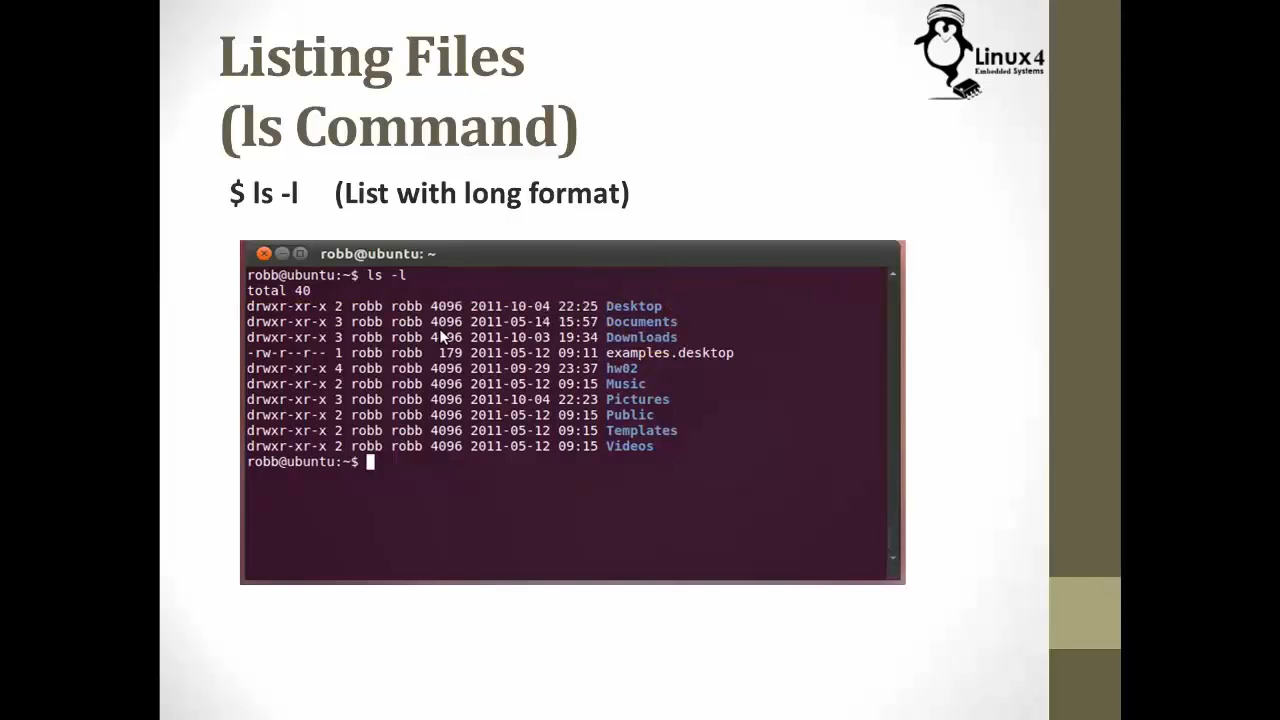 Listing Files
(ls Command)
Linux4
Embedded Systems
$ ls -l (List with long format)
robb@ubuntu: ~
robb@ubuntu:~$ ls -l
total 40
drwxr-xr-x 2 robb robb 4096 2011-10-04 22:25 Desktop
drwxr-xr-x 3 robb robb 4096 2011-05-14 15:57 Documents
drwxr-xr-x 3 robb robb 4096 2011-10-03 19:34 Downloads
-rw-r--r-- 1 robb robb 179 2011-05-12 09:11 examples.desktop
drwxr-xr-x 4 robb robb 4096 2011-09-29 23:37 hw02
drwxr-xr-x 2 robb robb 4096 2011-05-12 09:15 Music
drwxr-xr-x 3 robb robb 4096 2011-10-04 22:23 Pictures
drwxr-xr-x 2 robb robb 4096 2011-05-12 09:15 Public
drwxr-xr-x 2 robb robb 4096 2011-05-12 09:15 Templates
drwxr-xr-x 2 robb robb 4096 2011-05-12 09:15 Videos
robb@ubuntu:~$